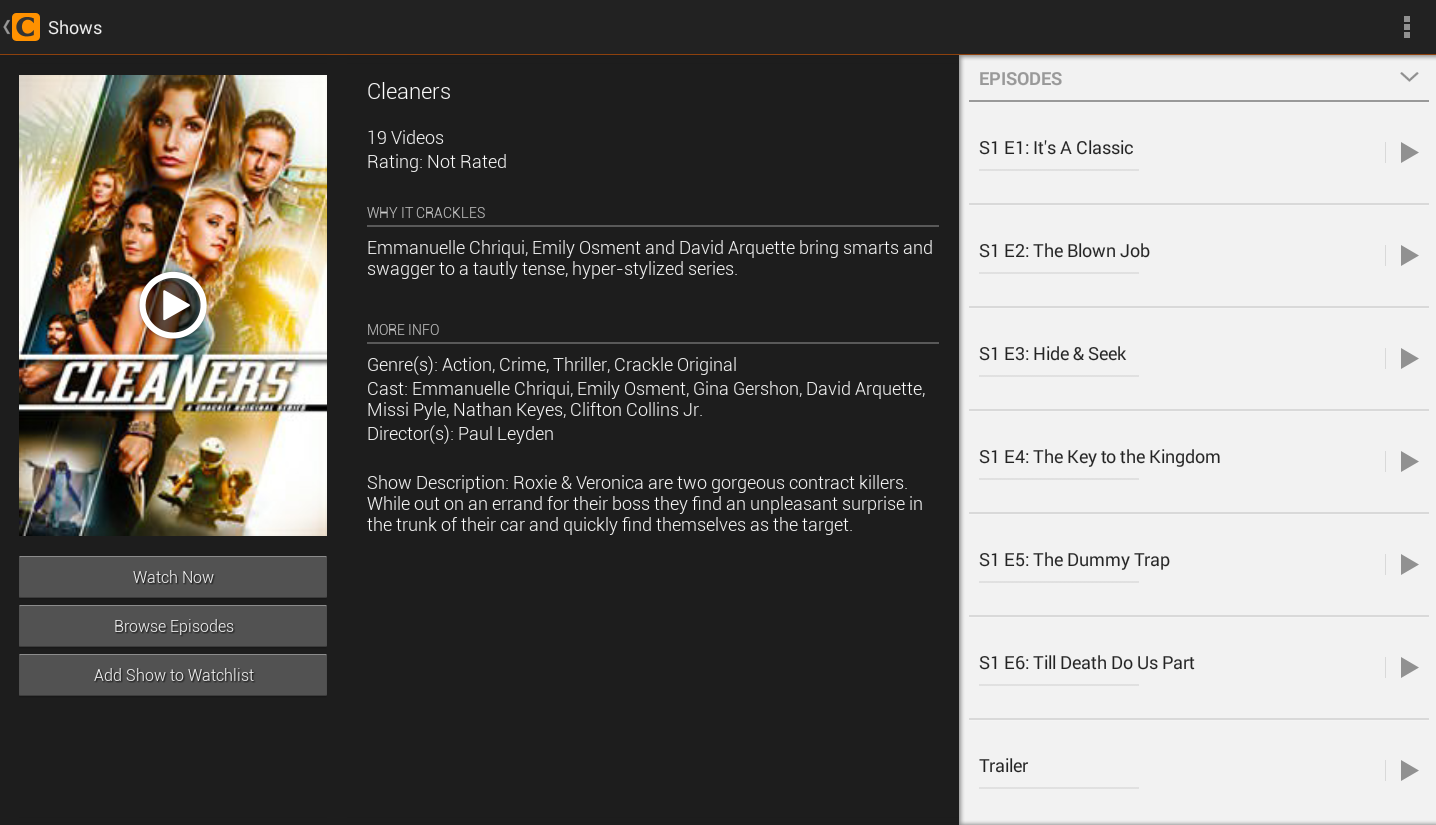 C Shows
Cleaners
19 Videos
Rating: Not Rated
WHY IT CRACKLES
Emmanuelle Chriqui, Emily Osment and David Arquette bring smarts and
swagger to a tautly tense, hyper-stylized series.
MORE INFO
Genre(s): Action, Crime, Thriller, Crackle Original
Cast: Emmanuelle Chriqui, Emily Osment, Gina Gershon, David Arquette,
Missi Pyle, Nathan Keyes, Clifton Collins Jr.
Director(s): Paul Leyden
Show Description: Roxie & Veronica are two gorgeous contract killers.
While out on an errand for their boss they find an unpleasant surprise in
the trunk of their car and quickly find themselves as the target.
CLEANERS
A CRACKLE ORIGINAL SERIES
Watch Now
Browse Episodes
Add Show to Watchlist
EPISODES
S1 E1: It's A Classic
S1 E2: The Blown Job
S1 E3: Hide & Seek
S1 E4: The Key to the Kingdom
S1 E5: The Dummy Trap
S1 E6: Till Death Do Us Part
Trailer